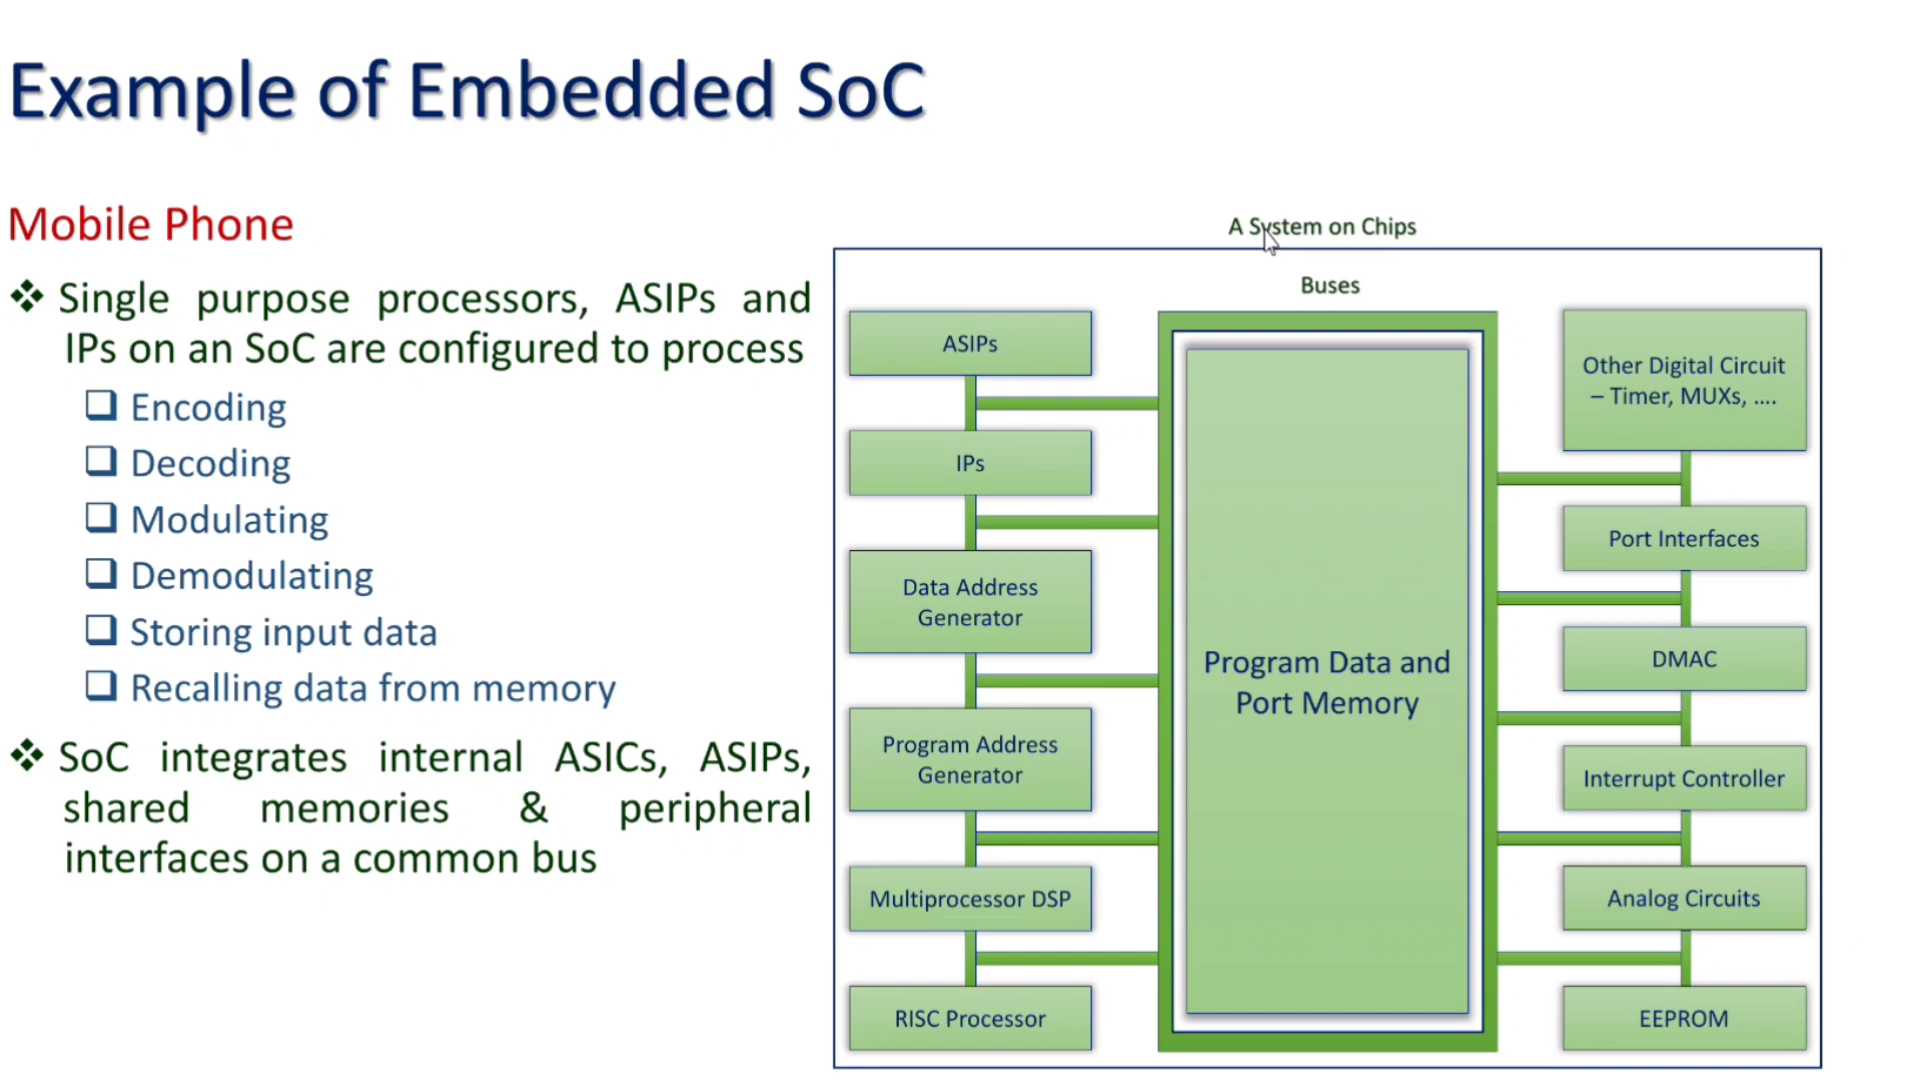 Example of Embedded SoC
Mobile Phone
❖ Single purpose processors, ASIPs and
IPs on an SoC are configured to process
❑ Encoding
❑ Decoding
❑ Modulating
❑ Demodulating
❑ Storing input data
❑ Recalling data from memory
❖ SoC integrates internal ASICs, ASIPs,
shared memories & peripheral
interfaces on a common bus
A System on Chips
Buses
ASIPs
IPs
Data Address
Generator
Program Address
Generator
Multiprocessor DSP
RISC Processor
Program Data and
Port Memory
Other Digital Circuit
– Timer, MUXs, ....
Port Interfaces
DMAC
Interrupt Controller
Analog Circuits
EEPROM